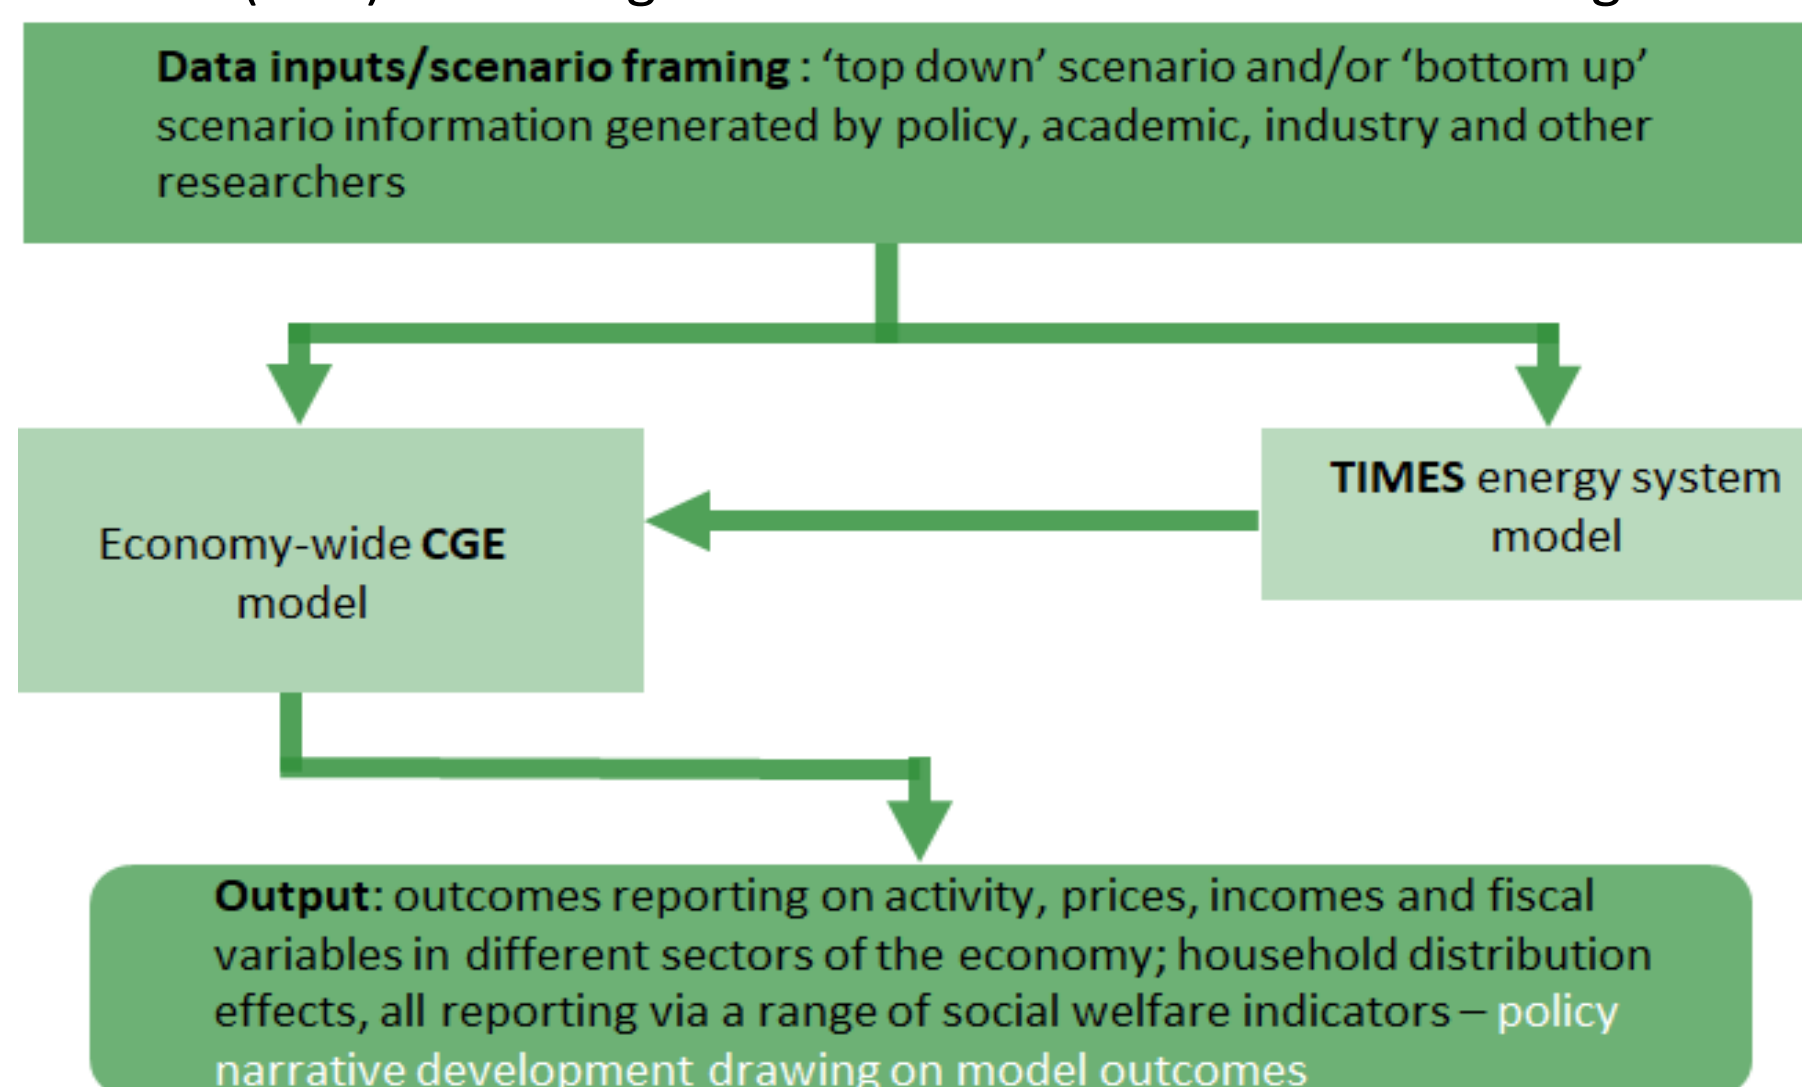 Data inputs/scenario framing : ‘top down’ scenario and/or ‘bottom up’
scenario information generated by policy, academic, industry and other
researchers
TIMES energy system
model
Economy-wide CGE
model
Output: outcomes reporting on activity, prices, incomes and fiscal
variables in different sectors of the economy; household distribution
effects, all reporting via a range of social welfare indicators – policy
narrative development drawing on model outcomes